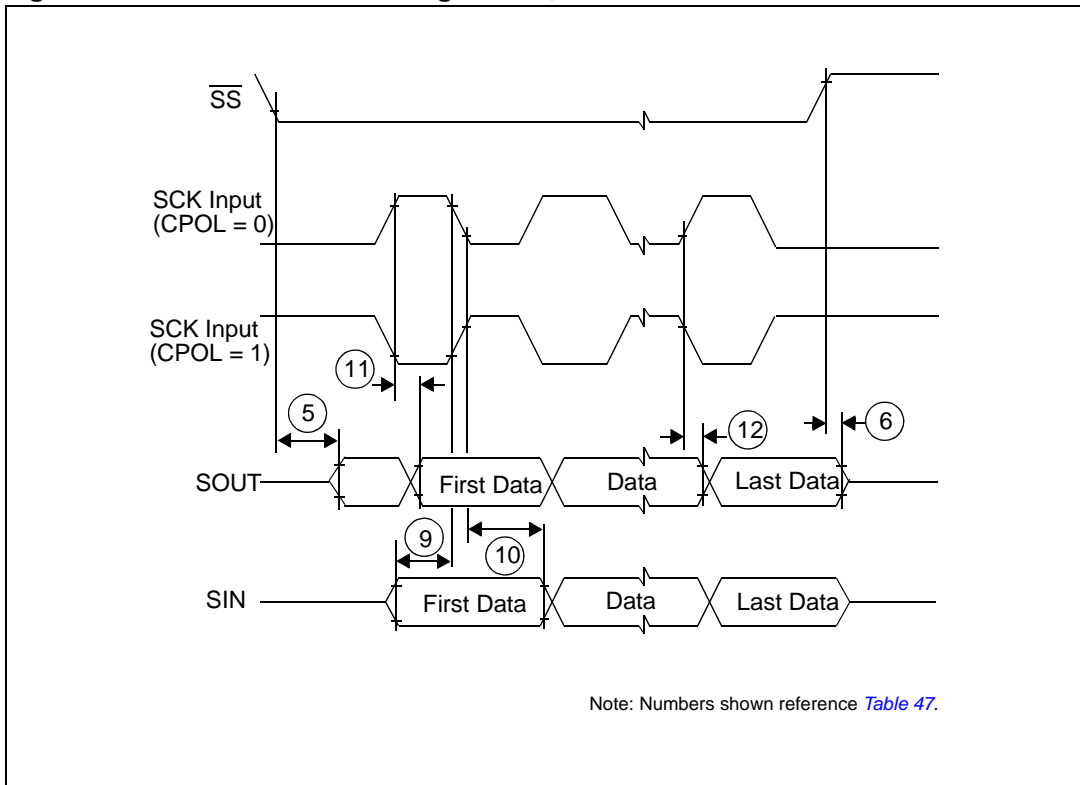 SS
SCK Input
(CPOL = 0)
SCK Input
(CPOL = 1)
11
5
12
6
SOUT
First Data
Data
Last Data
9
10
SIN
First Data
Data
Last Data
Note: Numbers shown reference Table 47.